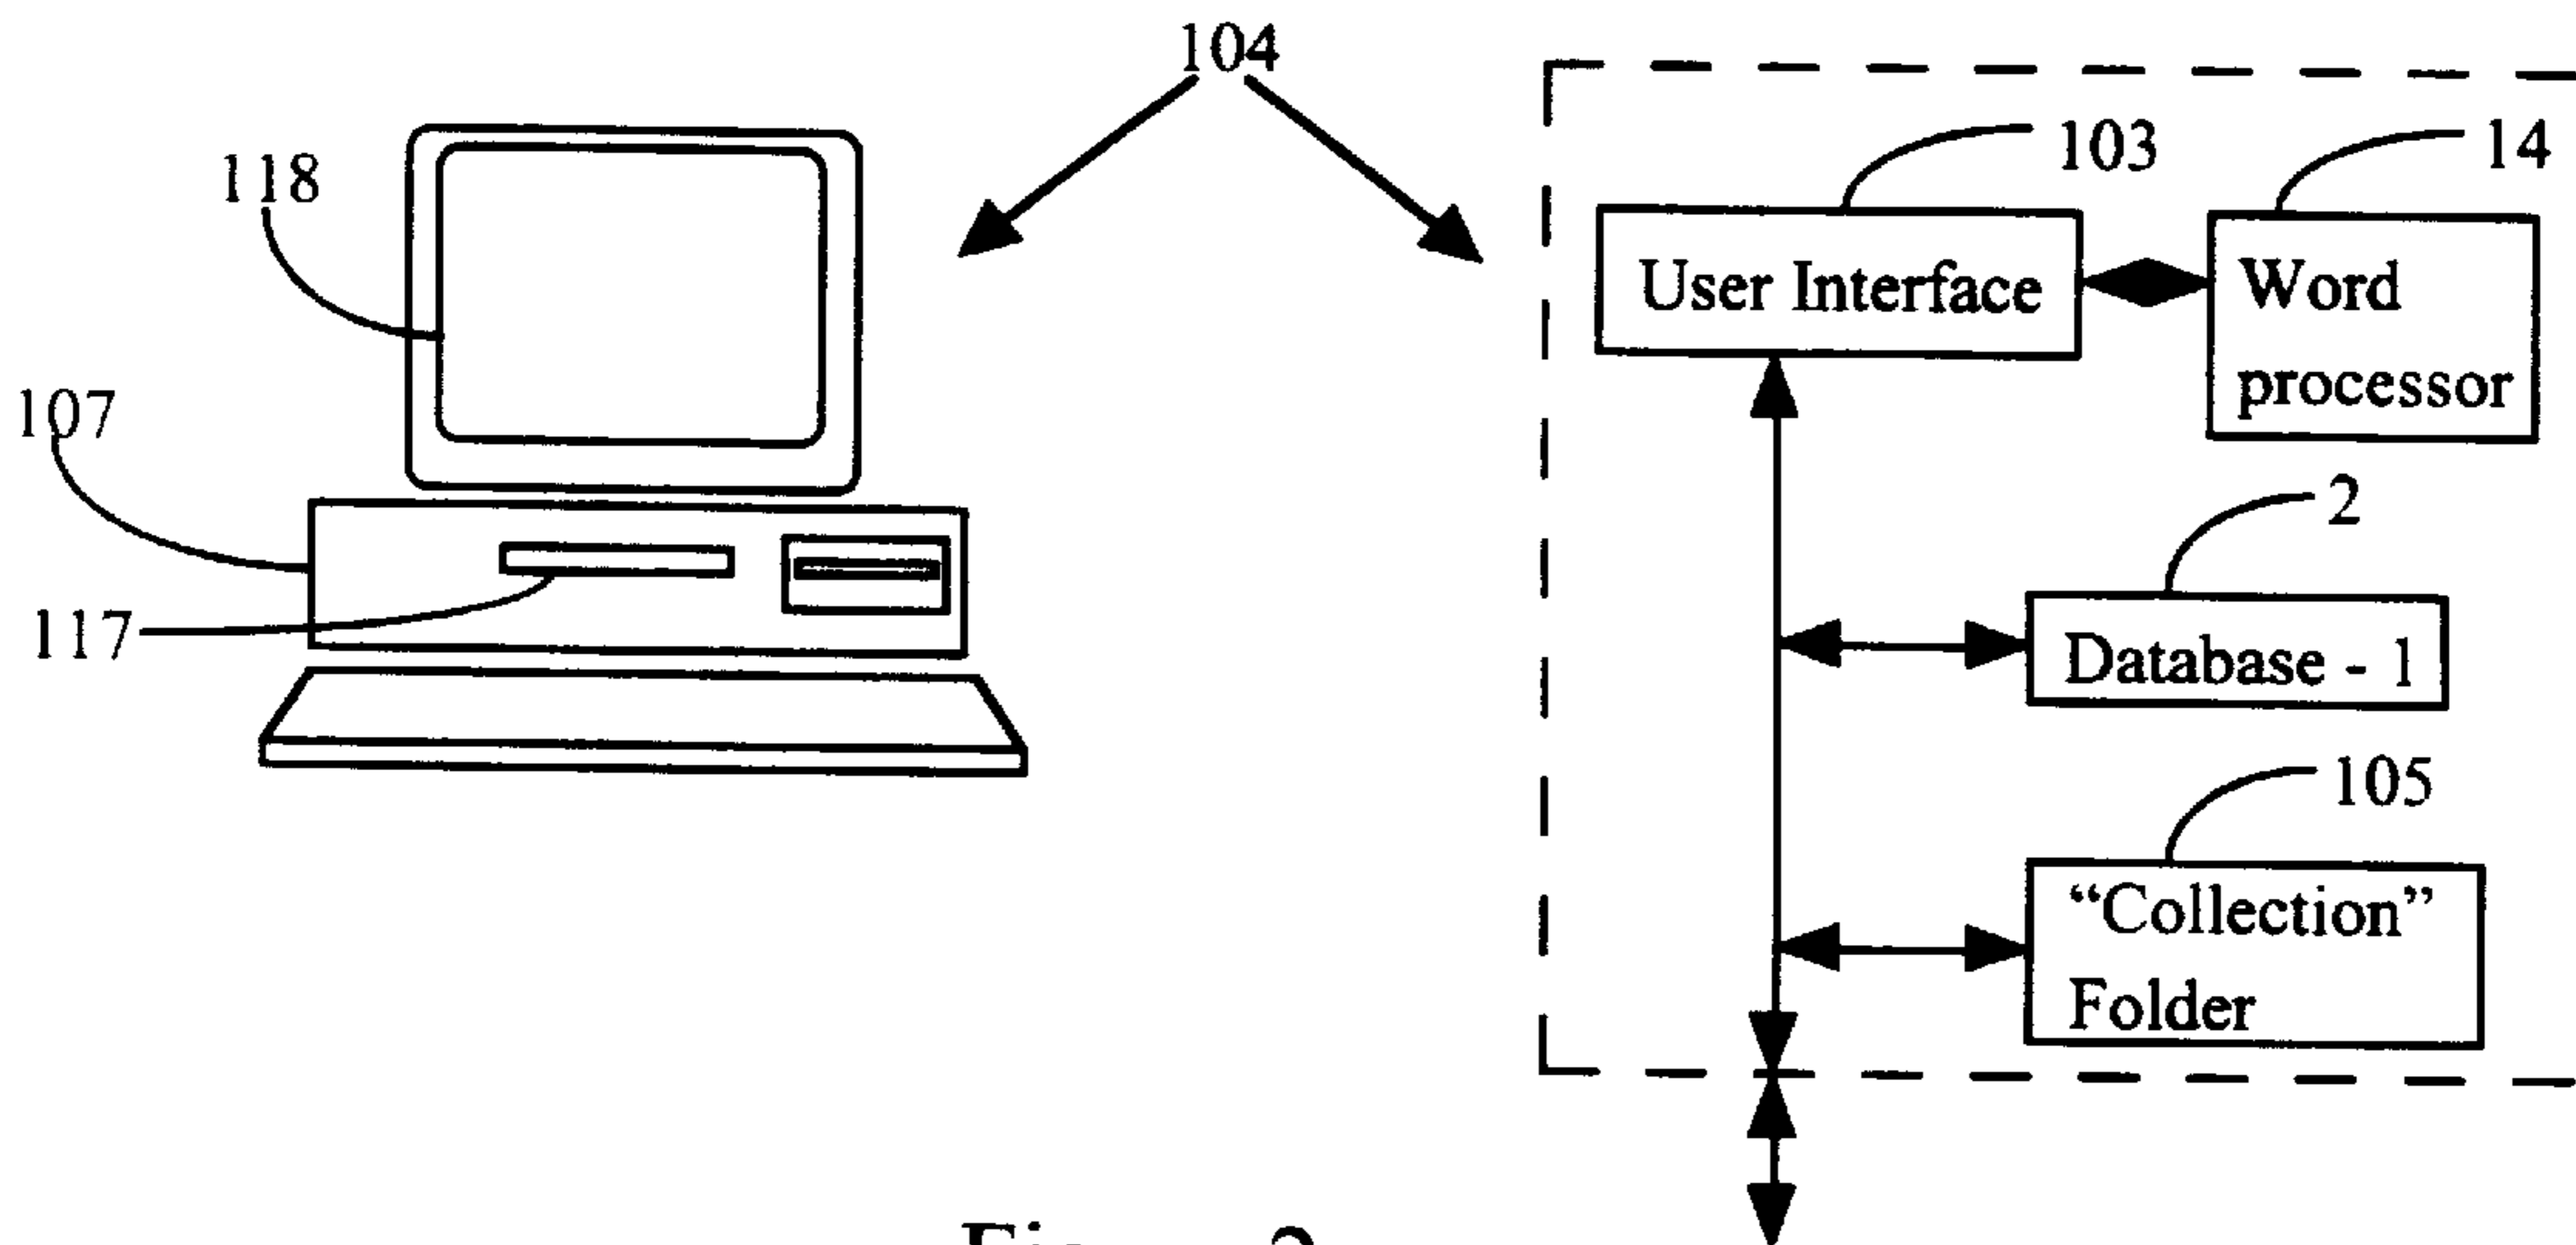 104
118
103
14
User Interface
Word
processor
107
2
117
Database - 1
105
“Collection”
Folder